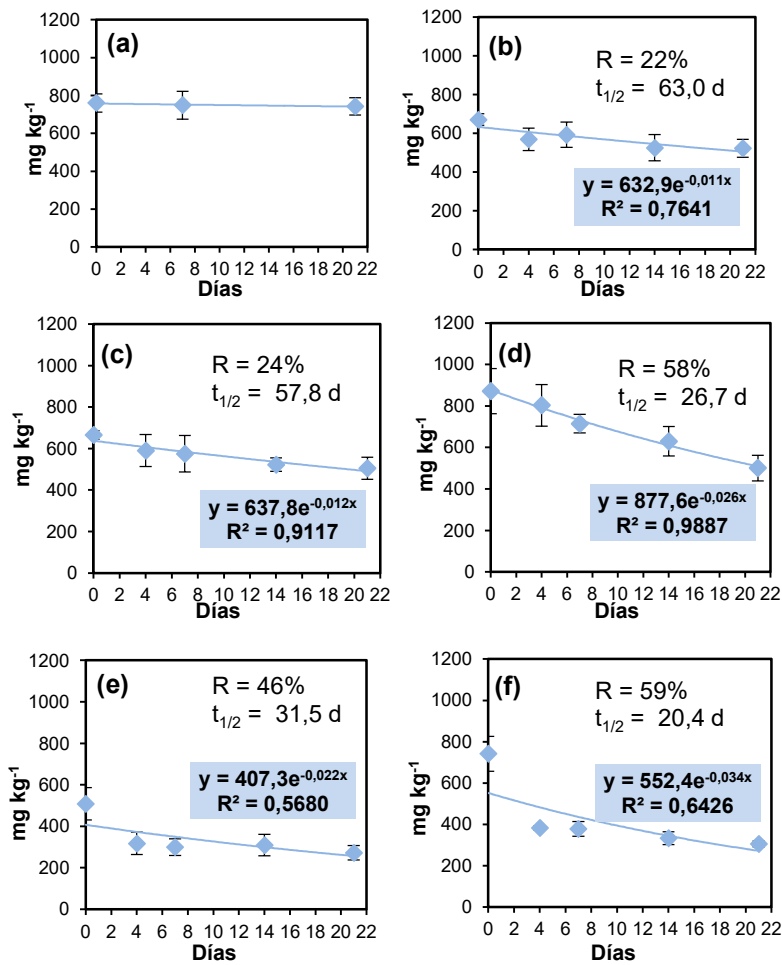 (a)
mg kg-1
1200
1000
800
600
400
200
0
0 2 4 6 8 10 12 14 16 18 20 22
Días
(b)
R = 22%
t1/2 = 63,0 d
y = 632,9e-0,011x
R² = 0,7641
mg kg-1
1200
1000
800
600
400
200
0
0 2 4 6 8 10 12 14 16 18 20 22
Días
(c)
R = 24%
t1/2 = 57,8 d
y = 637,8e-0,012x
R² = 0,9117
mg kg-1
1200
1000
800
600
400
200
0
0 2 4 6 8 10 12 14 16 18 20 22
Días
(d)
R = 58%
t1/2 = 26,7 d
y = 877,6e-0,026x
R² = 0,9887
mg kg-1
1200
1000
800
600
400
200
0
0 2 4 6 8 10 12 14 16 18 20 22
Días
(e)
R = 46%
t1/2 = 31,5 d
y = 407,3e-0,022x
R² = 0,5680
mg kg-1
1200
1000
800
600
400
200
0
0 2 4 6 8 10 12 14 16 18 20 22
Días
(f)
R = 59%
t1/2 = 20,4 d
y = 552,4e-0,034x
R² = 0,6426
mg kg-1
1200
1000
800
600
400
200
0
0 2 4 6 8 10 12 14 16 18 20 22
Días